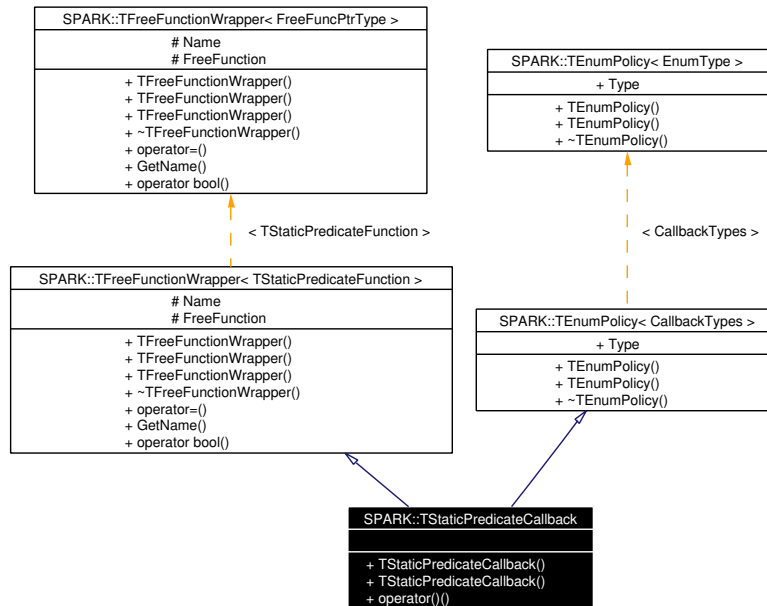 SPARK::TFreeFunctionWrapper< FreeFuncPtrType >
# Name
# FreeFunction
+ TFreeFunctionWrapper()
+ TFreeFunctionWrapper()
+ TFreeFunctionWrapper()
+ ~TFreeFunctionWrapper()
+ operator=()
+ GetName()
+ operator bool()
SPARK::TEnumPolicy< EnumType >
+ Type
+ TEnumPolicy()
+ TEnumPolicy()
+ ~TEnumPolicy()
< TStaticPredicateFunction >
< CallbackTypes >
SPARK::TFreeFunctionWrapper< TStaticPredicateFunction >
# Name
# FreeFunction
+ TFreeFunctionWrapper()
+ TFreeFunctionWrapper()
+ TFreeFunctionWrapper()
+ ~TFreeFunctionWrapper()
+ operator=()
+ GetName()
+ operator bool()
SPARK::TEnumPolicy< CallbackTypes >
+ Type
+ TEnumPolicy()
+ TEnumPolicy()
+ ~TEnumPolicy()
SPARK::TStaticPredicateCallback
+ TStaticPredicateCallback()
+ TStaticPredicateCallback()
+ operator()()